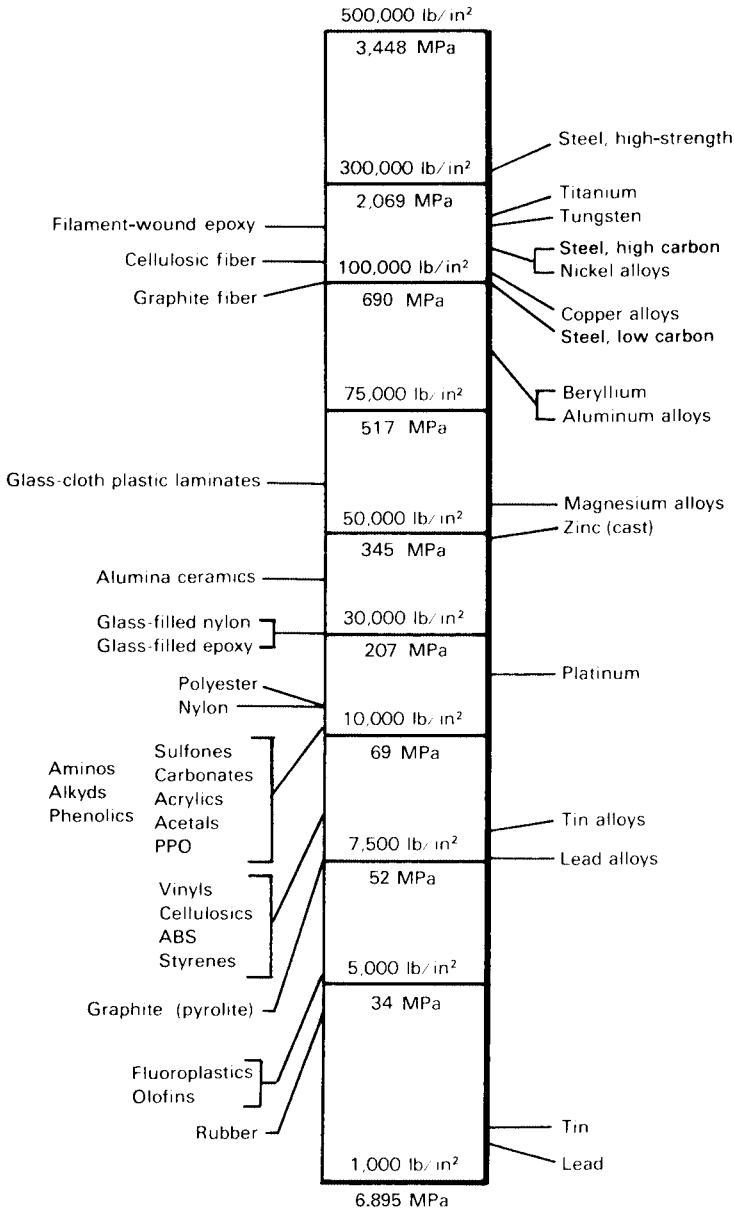 500,000 lb/in²
3,448 MPa
Steel, high-strength
300,000 lb/in²
2,069 MPa
Titanium
Tungsten
Filament-wound epoxy
Steel, high carbon
Cellulosic fiber
100,000 lb/in²
Nickel alloys
Graphite fiber
690 MPa
Copper alloys
Steel, low carbon
75,000 lb/in²
Beryllium
Aluminum alloys
517 MPa
Glass-cloth plastic laminates
Magnesium alloys
50,000 lb/in²
Zinc (cast)
345 MPa
Alumina ceramics
30,000 lb/in²
Glass-filled nylon
Glass-filled epoxy
207 MPa
Platinum
Polyester
Nylon
10,000 lb/in²
69 MPa
Aminos
Alkyds
Phenolics
Sulfones
Carbonates
Acrylics
Acetals
PPO
Tin alloys
7,500 lb/in²
Lead alloys
52 MPa
Vinyls
Cellulosics
ABS
Styrenes
5,000 lb/in²
Graphite (pyrolite)
34 MPa
Fluoroplastics
Olofins
Rubber
Tin
1,000 lb/in²
Lead
6.895 MPa